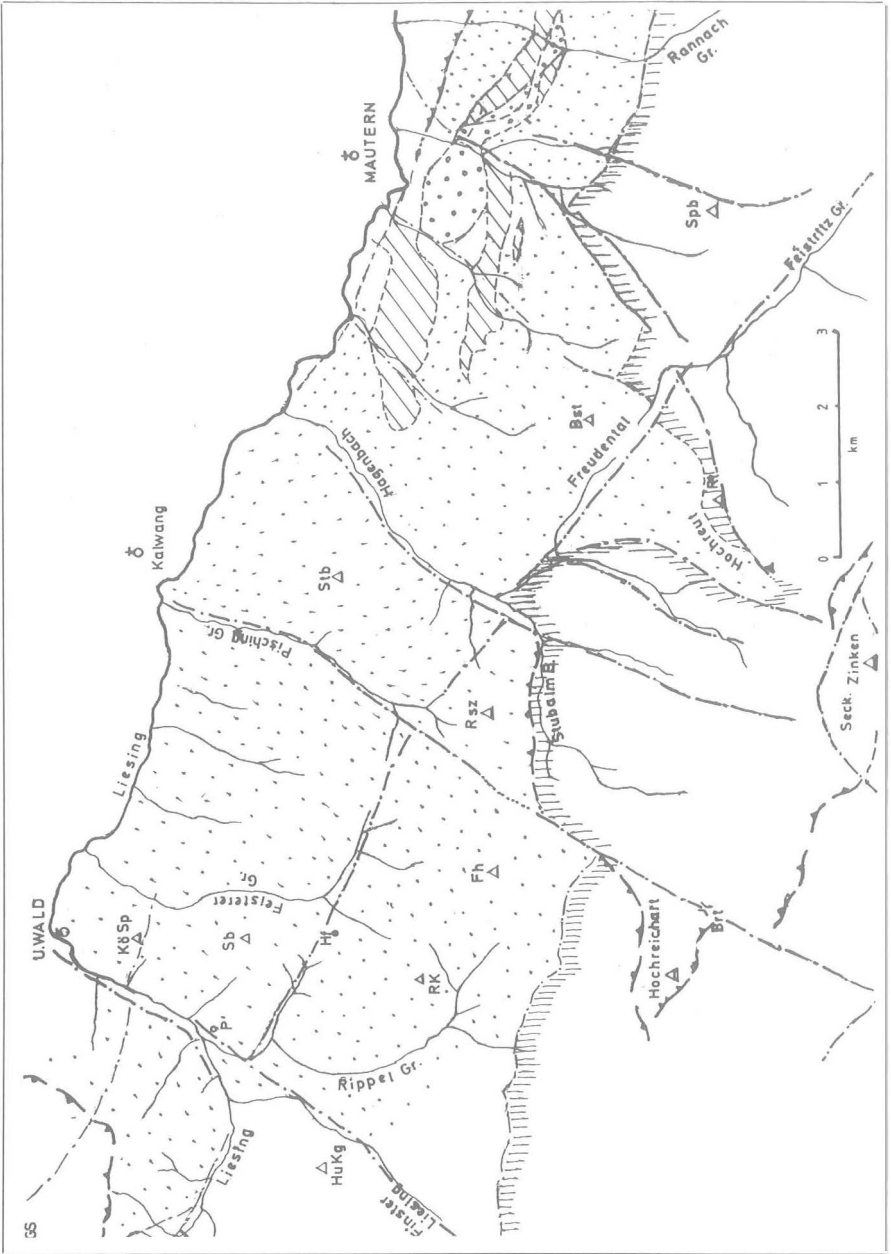 GS
U.WALD
Liesing
Kalwang
MAUTERN
Rannach
Gr.
KöSp
Sb
Feisterer
Gr.
Pisching Gr.
Stb
Hagenbach
Hf
P
Liesing
HuKg
Finster
Liesing
Rippel Gr.
RK
Fh
Rsz
Stubalm B.
Bst
Freudental
Spb
Feistritz Gr.
Hochreut
Hochreichart
Brt
Seck. Zinken
0 1 2 3
km